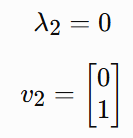 λ₂ = 0
v₂ = [0
1]